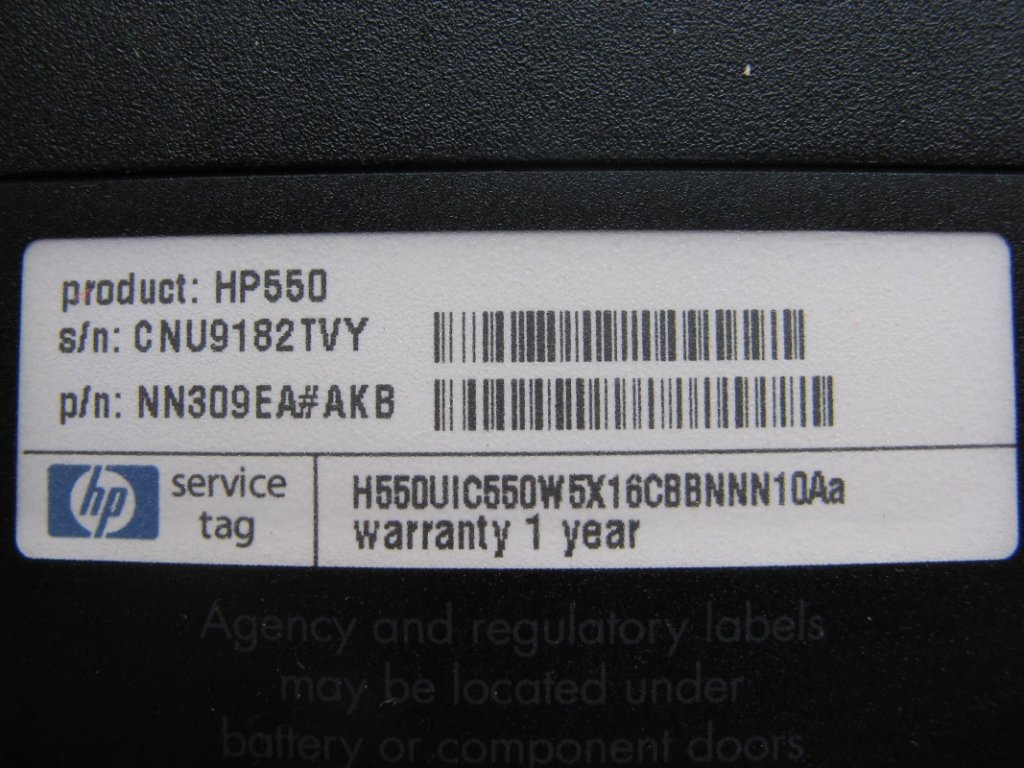 product: HP550
s/n: CNU9182TVY
p/n: NN309EA#AKB
hp service tag
H550UIC550W5X16CBBNNN10Aa
warranty 1 year
Agency and regulatory labels
may be located under
battery or component doors